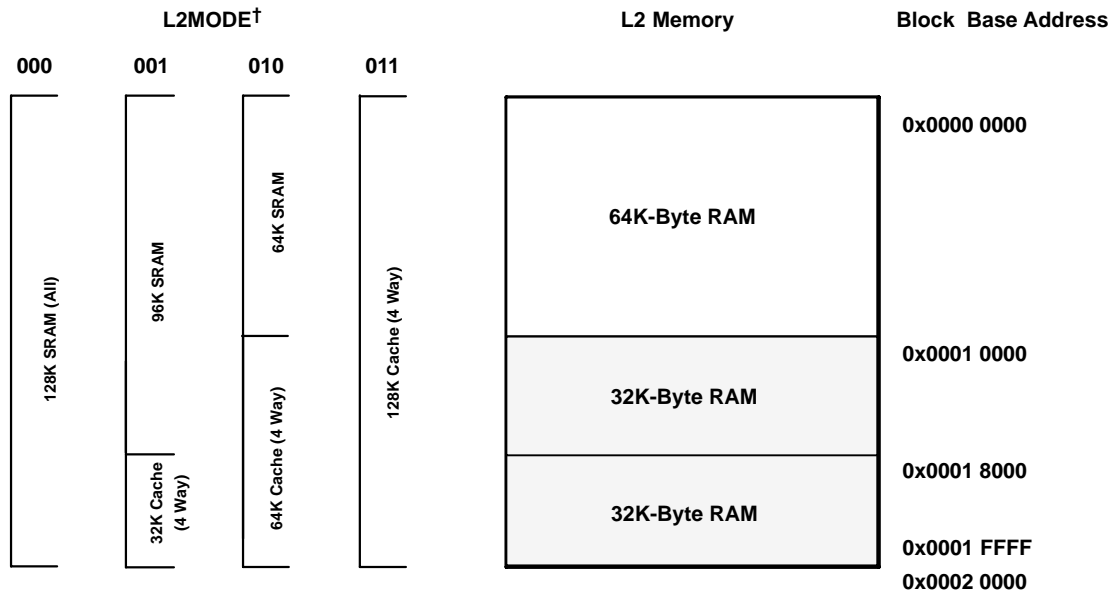 L2MODE†
L2 Memory
Block Base Address
000
001
010
011
128K SRAM (All)
96K SRAM
32K Cache
(4 Way)
64K SRAM
64K Cache (4 Way)
128K Cache (4 Way)
64K-Byte RAM
32K-Byte RAM
32K-Byte RAM
0x0000 0000
0x0001 0000
0x0001 8000
0x0001 FFFF
0x0002 0000